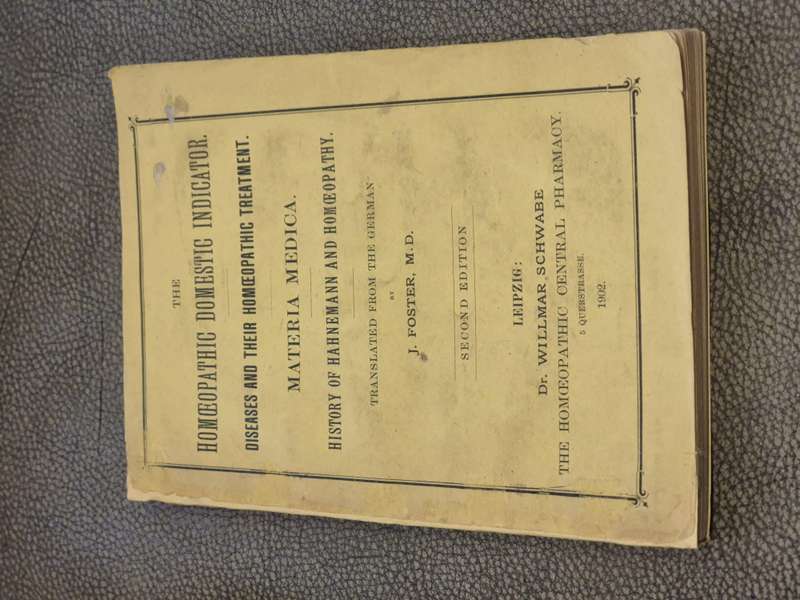 THE
HOMŒOPATHIC DOMESTIC INDICATOR.
DISEASES AND THEIR HOMŒOPATHIC TREATMENT.
MATERIA MEDICA.
HISTORY OF HAHNEMANN AND HOMŒOPATHY.
TRANSLATED FROM THE GERMAN
BY
J. FOSTER, M.D.
SECOND EDITION
LEIPZIG:
Dr. WILLMAR SCHWABE
THE HOMŒOPATHIC CENTRAL PHARMACY.
5 QUERSTRASSE.
1902.